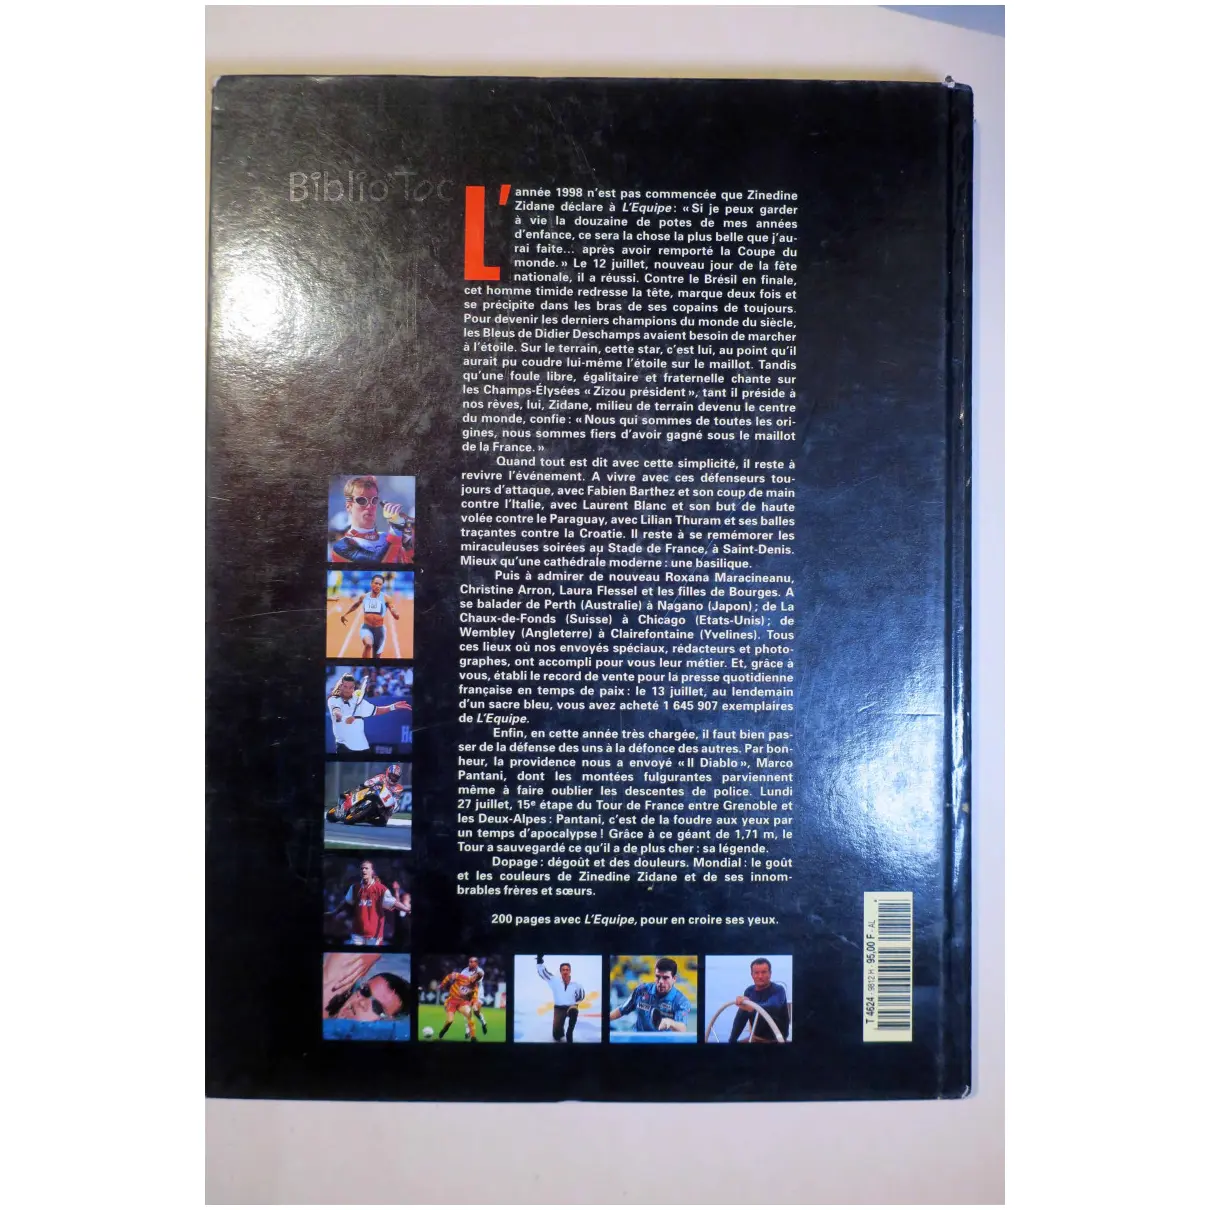 Biblio Toc
L'année 1998 n'est pas commencée que Zinedine
Zidane déclare à L'Equipe : « Si je peux garder
à vie la douzaine de potes de mes années
d'enfance, ce sera la chose la plus belle que j'au-
rai faite... après avoir remporté la Coupe du
monde. » Le 12 juillet, nouveau jour de la fête
nationale, il a réussi. Contre le Brésil en finale,
cet homme timide redresse la tête, marque deux fois et
se précipite dans les bras de ses copains de toujours.
Pour devenir les derniers champions du monde du siècle,
les Bleus de Didier Deschamps avaient besoin de marcher
à l'étoile. Sur le terrain, cette star, c'est lui, au point qu'il
aurait pu coudre lui-même l'étoile sur le maillot. Tandis
qu'une foule libre, égalitaire et fraternelle chante sur
les Champs-Élysées « Zizou président », tant il préside à
nos rêves, lui, Zidane, milieu de terrain devenu le centre
du monde, confie : « Nous qui sommes de toutes les ori-
gines, nous sommes fiers d'avoir gagné sous le maillot
de la France. »
Quand tout est dit avec cette simplicité, il reste à
revivre l'événement. A vivre avec ces défenseurs tou-
jours d'attaque, avec Fabien Barthez et son coup de main
contre l'Italie, avec Laurent Blanc et son but de haute
volée contre le Paraguay, avec Lilian Thuram et ses balles
traçantes contre la Croatie. Il reste à se remémorer les
miraculeuses soirées au Stade de France, à Saint-Denis.
Mieux qu'une cathédrale moderne : une basilique.
Puis à admirer de nouveau Roxana Maracineanu,
Christine Arron, Laura Flessel et les filles de Bourges. A
se balader de Perth (Australie) à Nagano (Japon) ; de La
Chaux-de-Fonds (Suisse) à Chicago (Etats-Unis) ; de
Wembley (Angleterre) à Clairefontaine (Yvelines). Tous
ces lieux où nos envoyés spéciaux, rédacteurs et photo-
graphes, ont accompli pour vous leur métier. Et, grâce à
vous, établi le record de vente pour la presse quotidienne
française en temps de paix : le 13 juillet, au lendemain
d'un sacre bleu, vous avez acheté 1 645 907 exemplaires
de L'Equipe.
Enfin, en cette année très chargée, il faut bien pas-
ser de la défense des uns à la défonce des autres. Par bon-
heur, la providence nous a envoyé « Il Diablo », Marco
Pantani, dont les montées fulgurantes parviennent
même à faire oublier les descentes de police. Lundi
27 juillet, 15e étape du Tour de France entre Grenoble et
les Deux-Alpes : Pantani, c'est de la foudre aux yeux par
un temps d'apocalypse ! Grâce à ce géant de 1,71 m, le
Tour a sauvegardé ce qu'il a de plus cher : sa légende.
Dopage : dégoût et des douleurs. Mondial : le goût
et les couleurs de Zinedine Zidane et de ses innom-
brables frères et sœurs.
200 pages avec L'Equipe, pour en croire ses yeux.
T 4624 - 9812 H - 95,00 F - AL